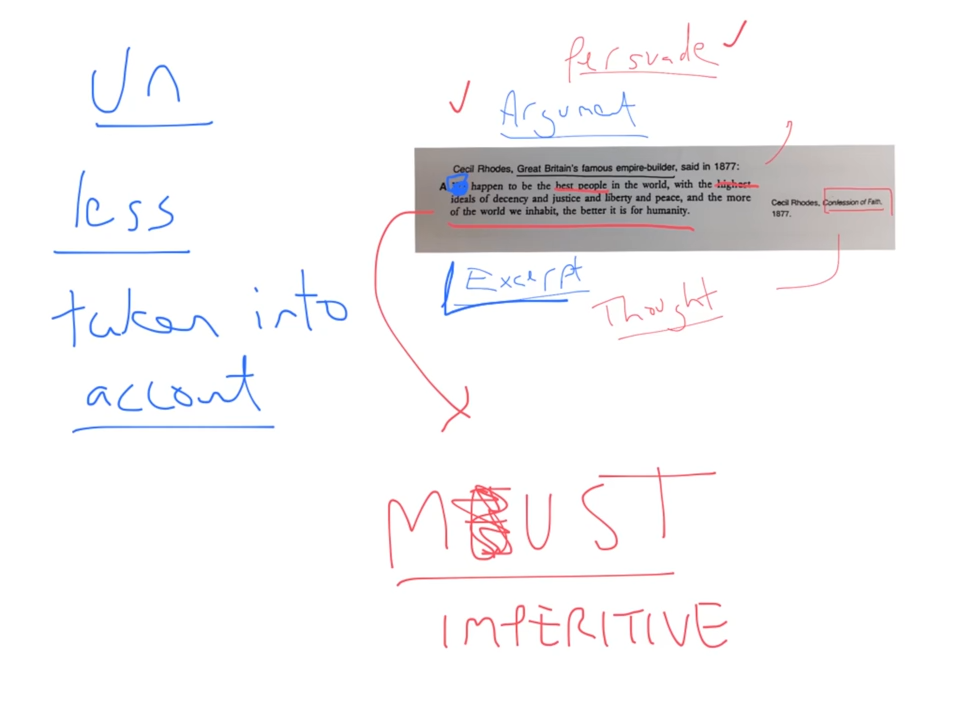 Un
less
taken into
accont
Persuade
Argument
Cecil Rhodes, Great Britain's famous empire-builder, said in 1877:
A happen to be the best people in the world, with the highest
ideals of decency and justice and liberty and peace, and the more
of the world we inhabit, the better it is for humanity.
Cecil Rhodes, Confession of Faith,
1877.
Excerpt
Thought
MUST
IMPERITIVE